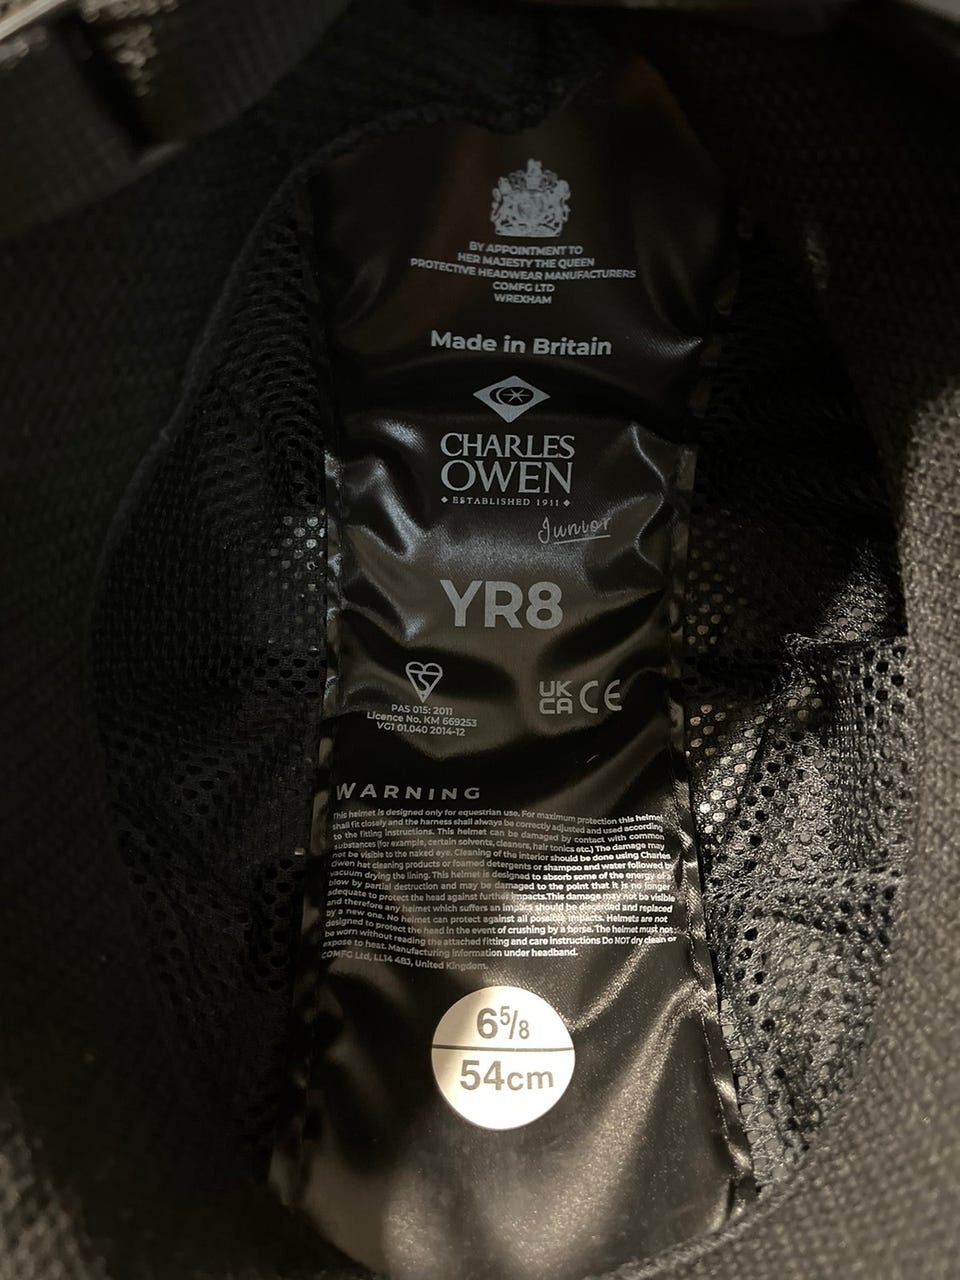 BY APPOINTMENT TO
HER MAJESTY THE QUEEN
PROTECTIVE HEADWEAR MANUFACTURERS
COMFG LTD
WREXHAM
Made in Britain
CHARLES
OWEN
ESTABLISHED 1911
Junior
YR8
PAS 015: 2011
Licence No. KM 669253
VG1 01.040 2014-12
UK
CA CE
WARNING
This helmet is designed only for equestrian use. For maximum protection this helmet
shall fit closely and the harness shall always be correctly adjusted and used according
to the fitting instructions. This helmet can be damaged by contact with common
substances (for example, certain solvents, cleaners, hair tonics etc.) The damage may
not be visible to the naked eye. Cleaning of the interior should be done using Charles
Owen hat cleaning products or foamed detergents or shampoo and water followed by
vacuum drying the lining. This helmet is designed to absorb some of the energy of a
blow by partial destruction and may be damaged to the point that it is no longer
adequate to protect the head against further impacts.This damage may not be visible
and therefore any helmet which suffers an impact should be discarded and replaced
by a new one. No helmet can protect against all possible impacts. Helmets are not
designed to protect the head in the event of crushing by a horse. The helmet must not
be worn without reading the attached fitting and care instructions Do NOT dry clean or
expose to heat. Manufacturing information under headband.
COMFG Ltd, LL14 4BJ, United Kingdom.
6 5/8
54cm